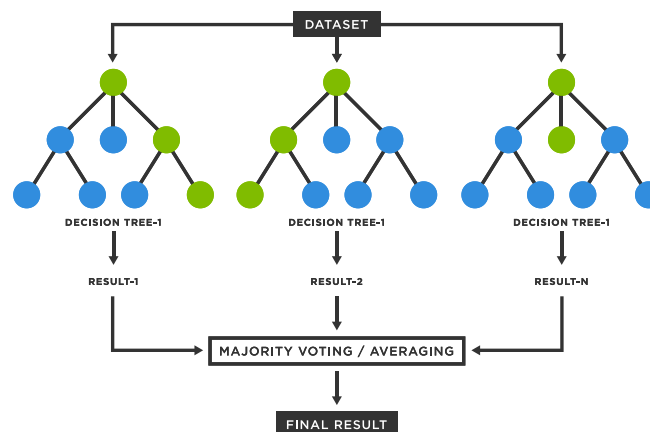 DATASET
DECISION TREE-1
DECISION TREE-1
DECISION TREE-1
RESULT-1
RESULT-2
RESULT-N
MAJORITY VOTING / AVERAGING
FINAL RESULT